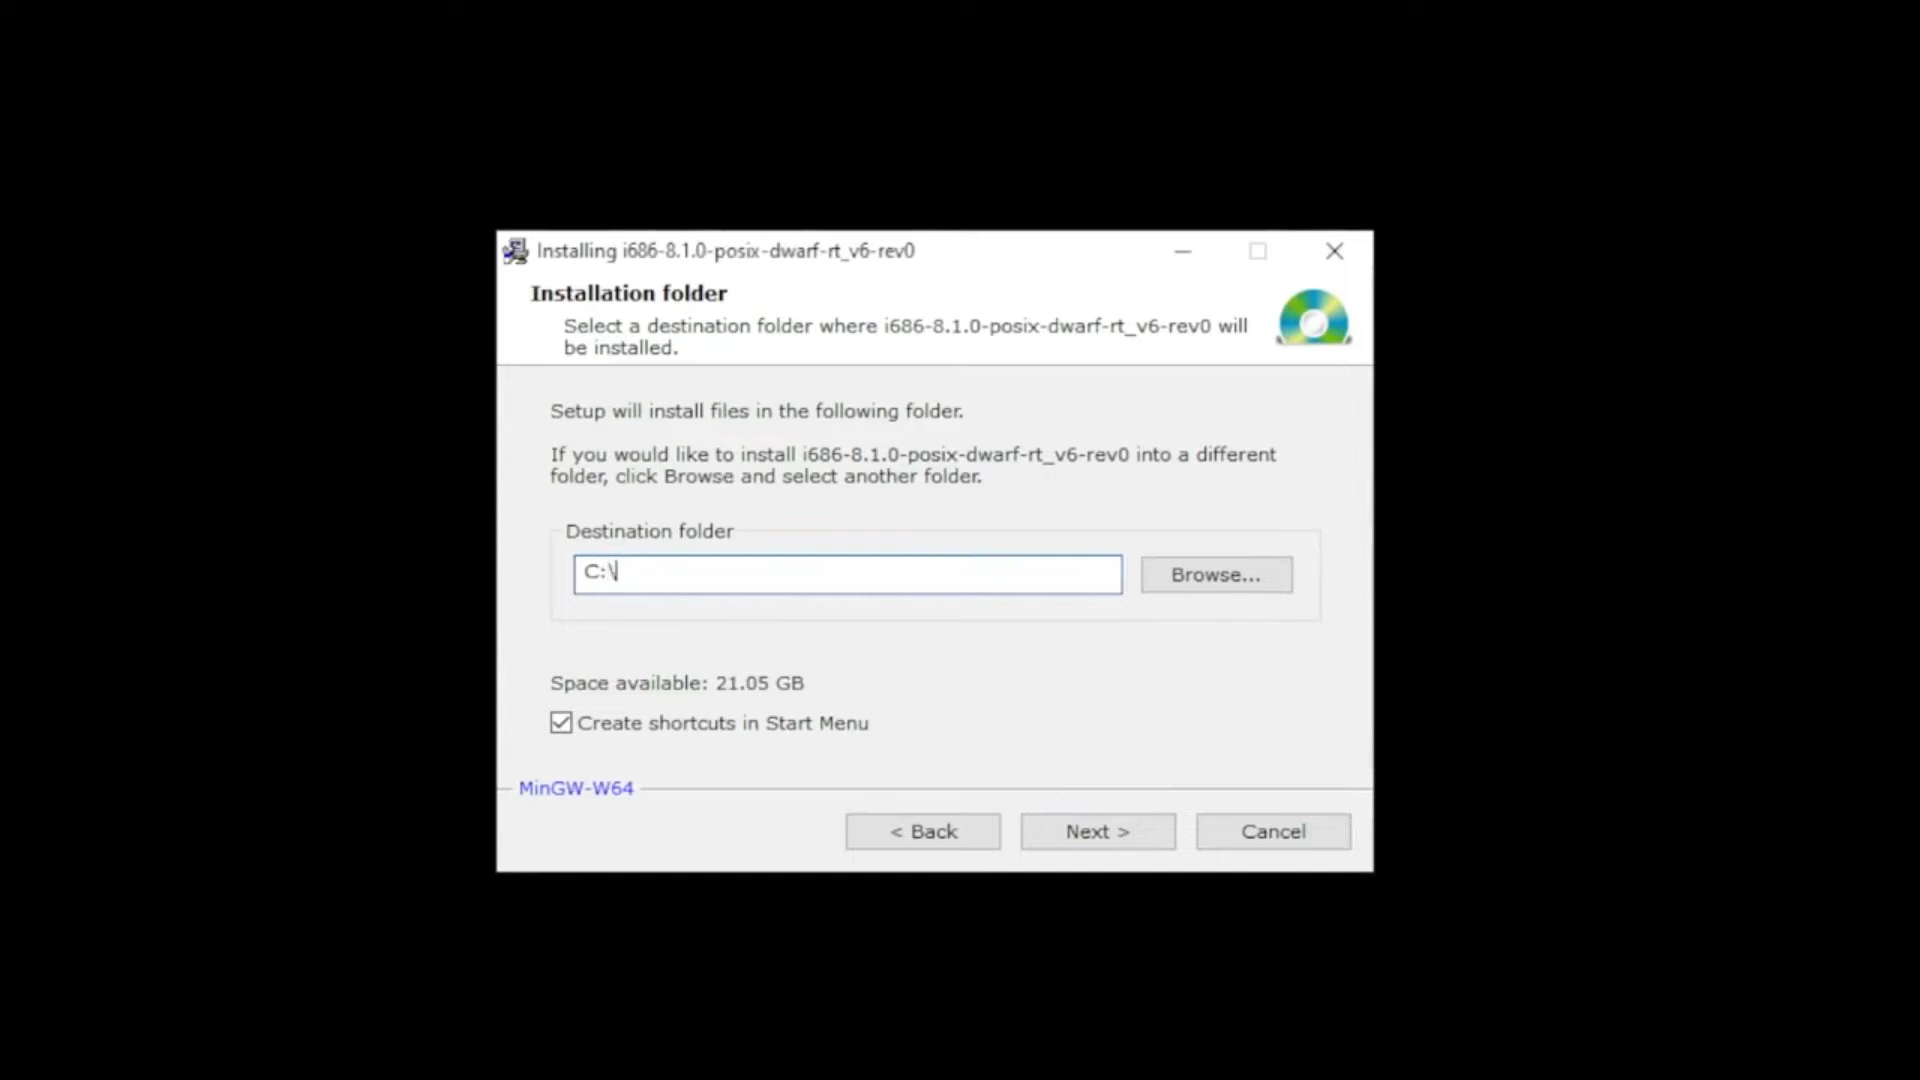 Installing i686-8.1.0-posix-dwarf-rt_v6-rev0
Installation folder
Select a destination folder where i686-8.1.0-posix-dwarf-rt_v6-rev0 will
be installed.
Setup will install files in the following folder.
If you would like to install i686-8.1.0-posix-dwarf-rt_v6-rev0 into a different
folder, click Browse and select another folder.
Destination folder
C:\
Browse...
Space available: 21.05 GB
Create shortcuts in Start Menu
MinGW-W64
< Back
Next >
Cancel